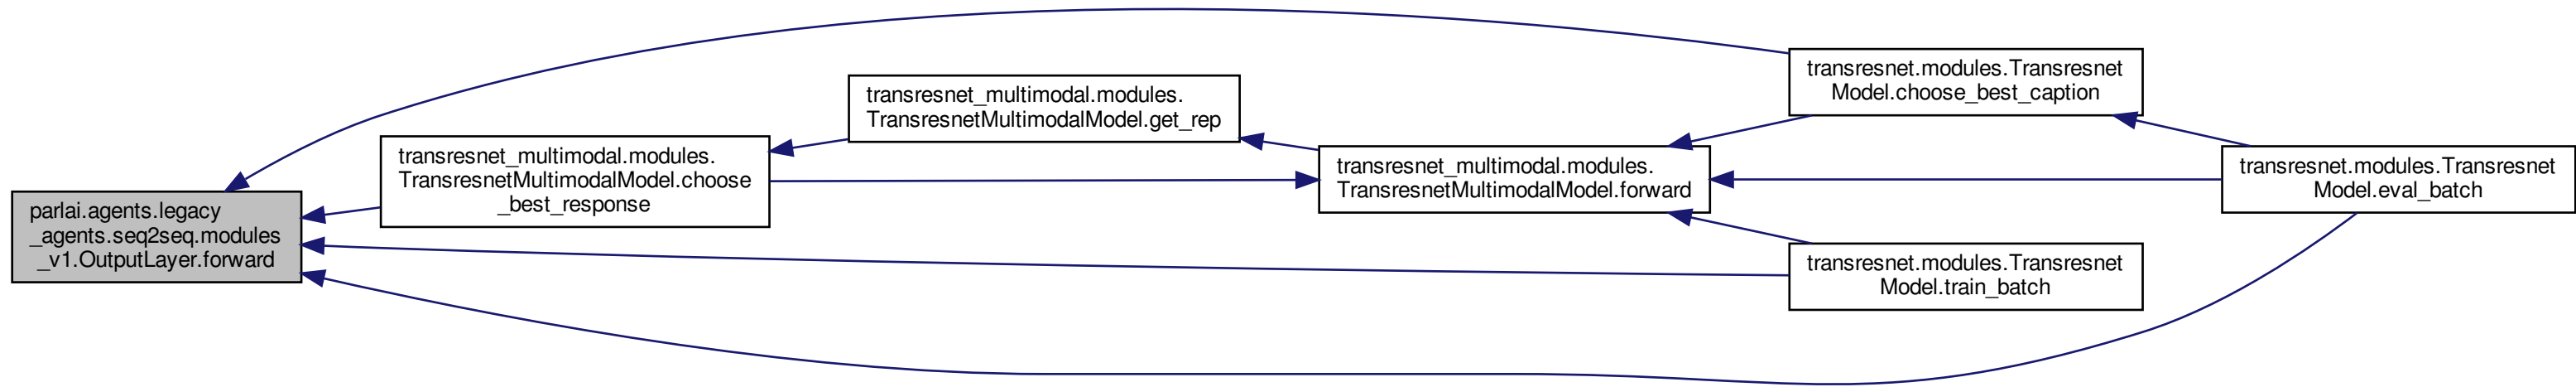 parlai.agents.legacy
_agents.seq2seq.modules
_v1.OutputLayer.forward
transresnet_multimodal.modules.
TransresnetMultimodalModel.choose
_best_response
transresnet_multimodal.modules.
TransresnetMultimodalModel.get_rep
transresnet_multimodal.modules.
TransresnetMultimodalModel.forward
transresnet.modules.Transresnet
Model.choose_best_caption
transresnet.modules.Transresnet
Model.eval_batch
transresnet.modules.Transresnet
Model.train_batch